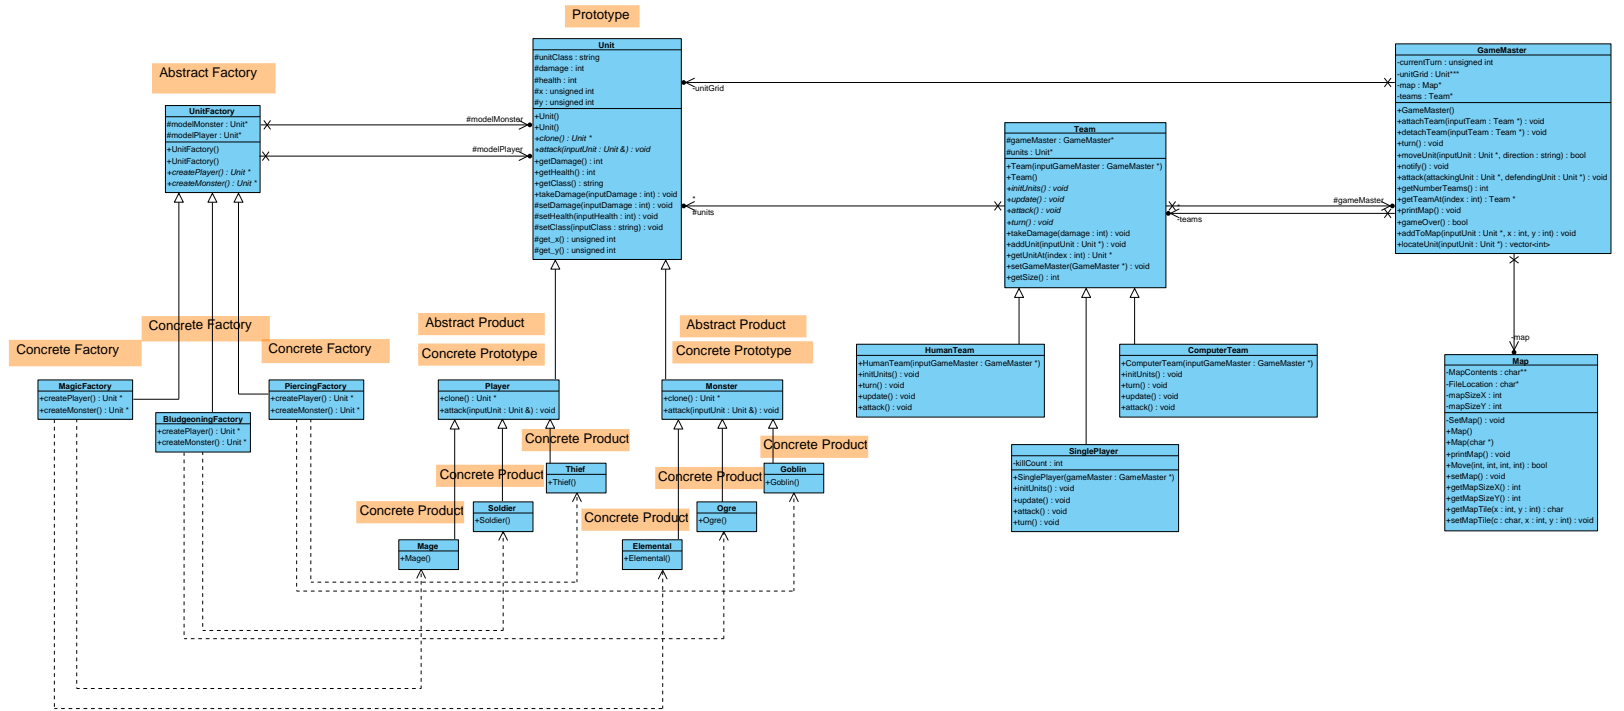 Prototype
Unit
#unitClass : string
#damage : int
#health : int
#x : unsigned int
#y : unsigned int
+Unit()
+Unit()
+clone() : Unit *
+attack(inputUnit : Unit &) : void
+getDamage() : int
+getHealth() : int
+getClass() : string
+takeDamage(inputDamage : int) : void
#setDamage(inputDamage : int) : void
#setHealth(inputHealth : int) : void
#setClass(inputClass : string) : void
#get_x() : unsigned int
#get_y() : unsigned int
Abstract Factory
UnitFactory
#modelMonster : Unit*
#modelPlayer : Unit*
+UnitFactory()
+UnitFactory()
+createPlayer() : Unit *
+createMonster() : Unit *
#modelMonster
#modelPlayer
-unitGrid
*
#units
GameMaster
-currentTurn : unsigned int
-unitGrid : Unit***
-map : Map*
-teams : Team*
+GameMaster()
+attachTeam(inputTeam : Team *) : void
+detachTeam(inputTeam : Team *) : void
+turn() : void
+moveUnit(inputUnit : Unit *, direction : string) : bool
+notify() : void
+attack(attackingUnit : Unit *, defendingUnit : Unit *) : void
+getNumberTeams() : int
+getTeamAt(index : int) : Team *
+printMap() : void
+gameOver() : bool
+addToMap(inputUnit : Unit *, x : int, y : int) : void
+locateUnit(inputUnit : Unit *) : vector<int>
Team
#gameMaster : GameMaster*
#units : Unit*
+Team(inputGameMaster : GameMaster *)
+Team()
+initUnits() : void
+update() : void
+attack() : void
+turn() : void
+takeDamage(damage : int) : void
+addUnit(inputUnit : Unit *) : void
+getUnitAt(index : int) : Unit *
+setGameMaster(GameMaster *) : void
+getSize() : int
#gameMaster
*
-teams
-map
Map
-MapContents : char**
-FileLocation : char*
-mapSizeX : int
-mapSizeY : int
-SetMap() : void
+Map()
+Map(char *)
+printMap() : void
+Move(int, int, int, int) : bool
+setMap() : void
+getMapSizeX() : int
+getMapSizeY() : int
+getMapTile(x : int, y : int) : char
+setMapTile(c : char, x : int, y : int) : void
HumanTeam
+HumanTeam(inputGameMaster : GameMaster *)
+initUnits() : void
+turn() : void
+update() : void
+attack() : void
ComputerTeam
+ComputerTeam(inputGameMaster : GameMaster *)
+initUnits() : void
+turn() : void
+update() : void
+attack() : void
SinglePlayer
-killCount : int
+SinglePlayer(gameMaster : GameMaster *)
+initUnits() : void
+update() : void
+attack() : void
+turn() : void
Concrete Factory
Concrete Factory
Concrete Factory
MagicFactory
+createPlayer() : Unit *
+createMonster() : Unit *
BludgeoningFactory
+createPlayer() : Unit *
+createMonster() : Unit *
PiercingFactory
+createPlayer() : Unit *
+createMonster() : Unit *
Abstract Product
Concrete Prototype
Player
+clone() : Unit *
+attack(inputUnit : Unit &) : void
Abstract Product
Concrete Prototype
Monster
+clone() : Unit *
+attack(inputUnit : Unit &) : void
Concrete Product
Thief
+Thief()
Concrete Product
Soldier
+Soldier()
Concrete Product
Mage
+Mage()
Concrete Product
Goblin
+Goblin()
Concrete Product
Ogre
+Ogre()
Concrete Product
Elemental
+Elemental()